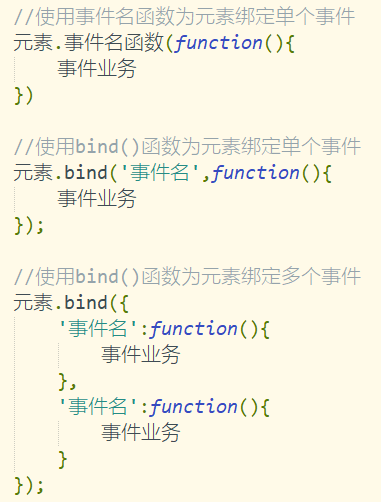 //使用事件名函数为元素绑定单个事件
元素.事件名函数(function(){
    事件业务
})

//使用bind()函数为元素绑定单个事件
元素.bind('事件名',function(){
    事件业务
});

//使用bind()函数为元素绑定多个事件
元素.bind({
    '事件名':function(){
        事件业务
    },
    '事件名':function(){
        事件业务
    }
});